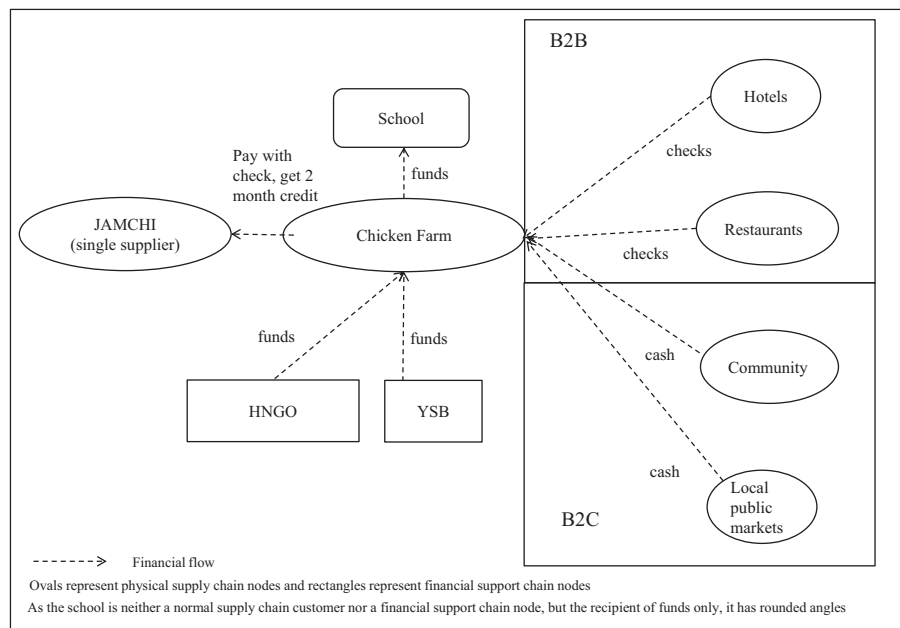 B2B
Hotels
School
checks
Pay with
check, get 2
month credit
funds
JAMCHI
(single supplier)
Chicken Farm
Restaurants
checks
funds
funds
cash
Community
HNGO
YSB
cash
Local
public
markets
B2C
Financial flow
Ovals represent physical supply chain nodes and rectangles represent financial support chain nodes
As the school is neither a normal supply chain customer nor a financial support chain node, but the recipient of funds only, it has rounded angles